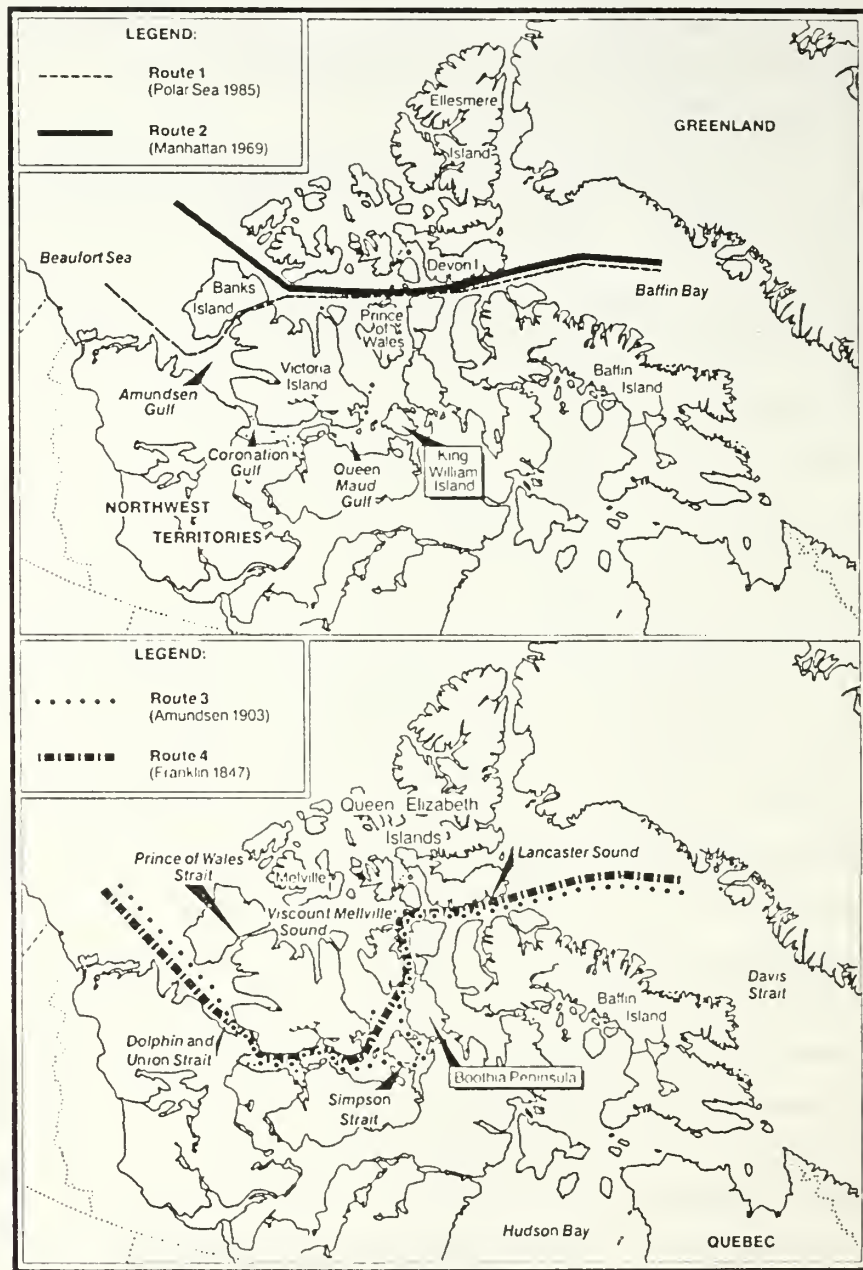 LEGEND:
Route 1
(Polar Sea 1985)
Route 2
(Manhattan 1969)
Ellesmere
Island
GREENLAND
Beaufort Sea
Banks
Island
Devon I
Baffin Bay
Prince
of
Wales
Victoria
Island
Baffin
Island
Amundsen
Gulf
Coronation
Gulf
Queen
Maud
Gulf
King
William
Island
NORTHWEST
TERRITORIES
LEGEND:
Route 3
(Amundsen 1903)
Route 4
(Franklin 1847)
Queen Elizabeth
Islands
Prince of Wales
Strait
Melville I
Lancaster Sound
Viscount Mellville
Sound
Davis
Strait
Baffin
Island
Dolphin and
Union Strait
Boothia Peninsula
Simpson
Strait
Hudson Bay
QUEBEC